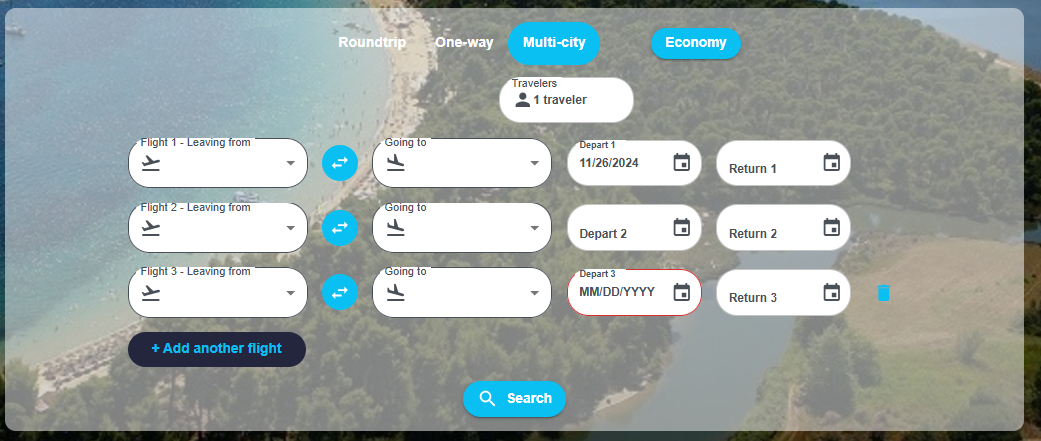 Roundtrip One-way Multi-city Economy
Travelers
1 traveler
Flight 1 - Leaving from Going to Depart 1
11/26/2024 Return 1
Flight 2 - Leaving from Going to
Depart 2 Return 2
Flight 3 - Leaving from Going to Depart 3
MM/DD/YYYY Return 3
+ Add another flight
Search